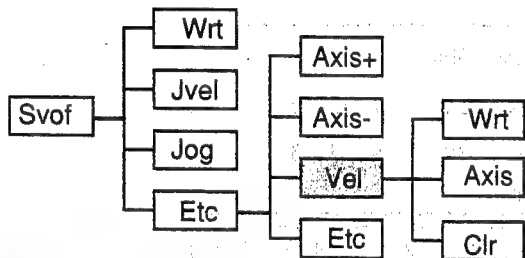 Svof
Wrt
Jvel
Jog
Etc
Axis+
Axis-
Vel
Etc
Wrt
Axis
Clr